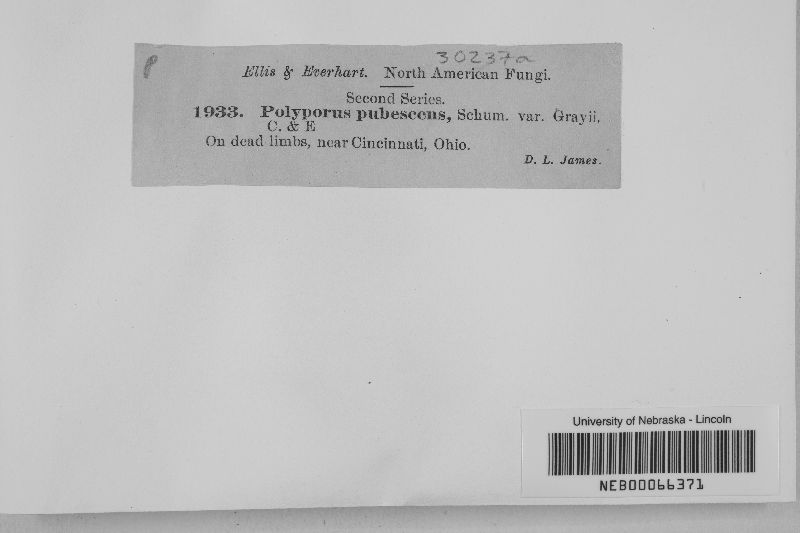 30237a
P
Ellis & Everhart. North American Fungi.
Second Series.
1933. Polyporus pubescens, Schum. var. Grayii,
C. & E
On dead limbs, near Cincinnati, Ohio.
D. L. James.
University of Nebraska - Lincoln
NEB00066371